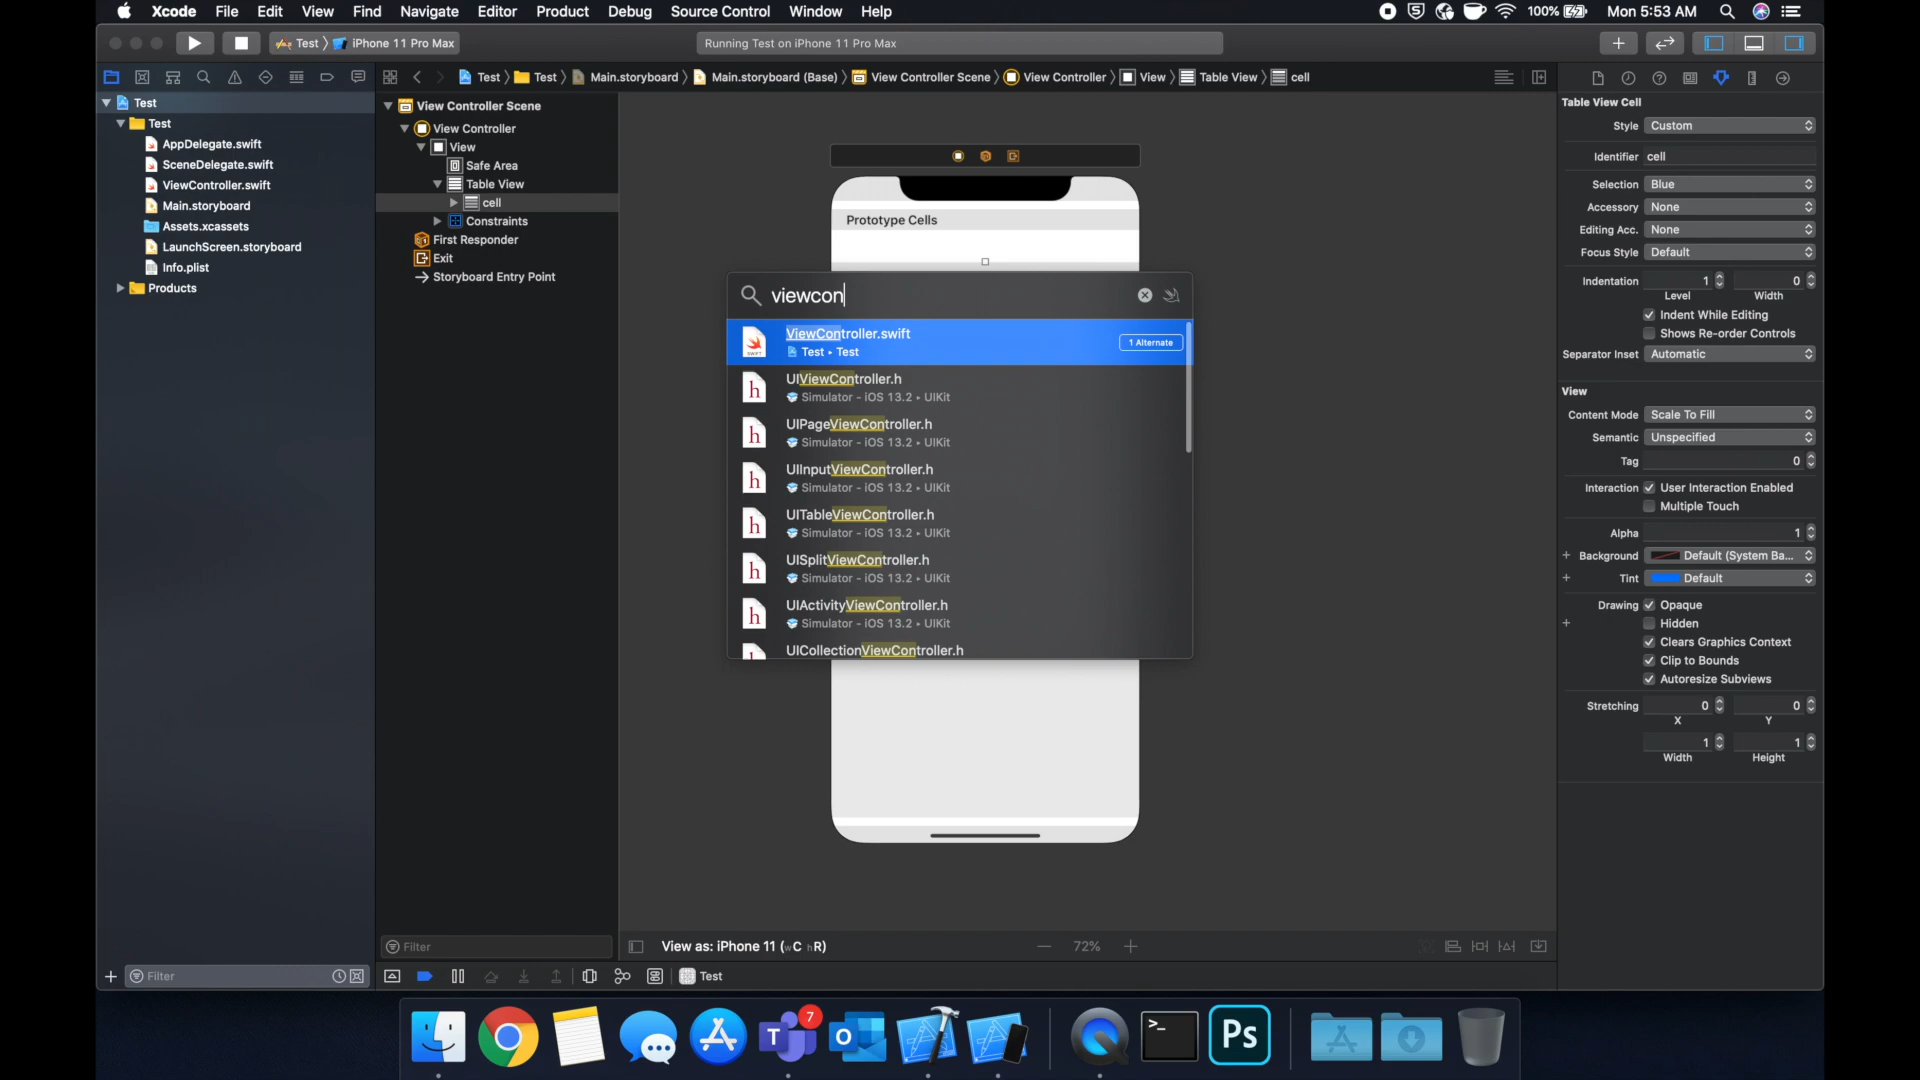 Xcode File Edit View Find Navigate Editor Product Debug Source Control Window Help
100% Mon 5:53 AM
Test iPhone 11 Pro Max
Running Test on iPhone 11 Pro Max
Test Test Main.storyboard Main.storyboard (Base) View Controller Scene View Controller View Table View cell
Test
Test
AppDelegate.swift
SceneDelegate.swift
ViewController.swift
Main.storyboard
Assets.xcassets
LaunchScreen.storyboard
Info.plist
Products
View Controller Scene
View Controller
View
Safe Area
Table View
cell
Constraints
First Responder
Exit
Storyboard Entry Point
Prototype Cells
viewcon
ViewController.swift
Test ▸ Test
1 Alternate
UIViewController.h
Simulator - iOS 13.2 ▸ UIKit
UIPageViewController.h
Simulator - iOS 13.2 ▸ UIKit
UIInputViewController.h
Simulator - iOS 13.2 ▸ UIKit
UITableViewController.h
Simulator - iOS 13.2 ▸ UIKit
UISplitViewController.h
Simulator - iOS 13.2 ▸ UIKit
UIActivityViewController.h
Simulator - iOS 13.2 ▸ UIKit
UICollectionViewController.h
Table View Cell
Style Custom
Identifier cell
Selection Blue
Accessory None
Editing Acc. None
Focus Style Default
Indentation 1 0
Level Width
Indent While Editing
Shows Re-order Controls
Separator Inset Automatic
View
Content Mode Scale To Fill
Semantic Unspecified
Tag 0
Interaction User Interaction Enabled
Multiple Touch
Alpha 1
Background Default (System Ba...
Tint Default
Drawing Opaque
Hidden
Clears Graphics Context
Clip to Bounds
Autoresize Subviews
Stretching 0 0
X Y
1 1
Width Height
Filter
View as: iPhone 11 (wC hR)
72%
Filter
Test
7
T
O
>_
Ps